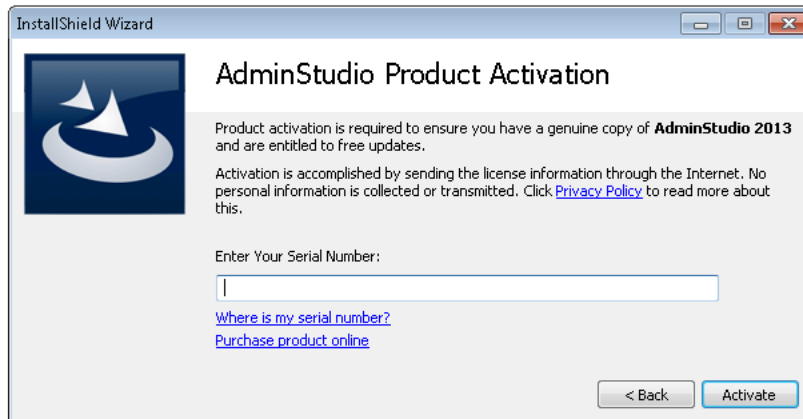 InstallShield Wizard
AdminStudio Product Activation
Product activation is required to ensure you have a genuine copy of AdminStudio 2013
and are entitled to free updates.
Activation is accomplished by sending the license information through the Internet. No
personal information is collected or transmitted. Click Privacy Policy to read more about
this.
Enter Your Serial Number:
Where is my serial number?
Purchase product online
< Back
Activate